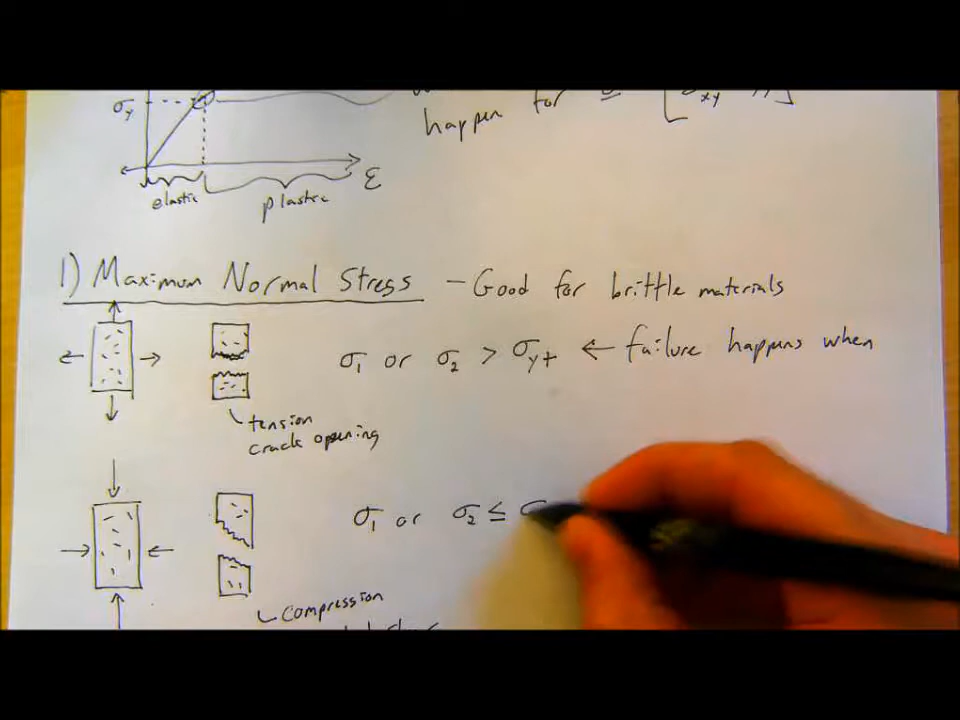 σy
happen for σ [σxy
ε
elastic plastic
1) Maximum Normal Stress - Good for brittle materials
σ1 or σ2 > σy+ ← failure happens when
tension
crack opening
σ1 or σ2 ≤ σ
compression